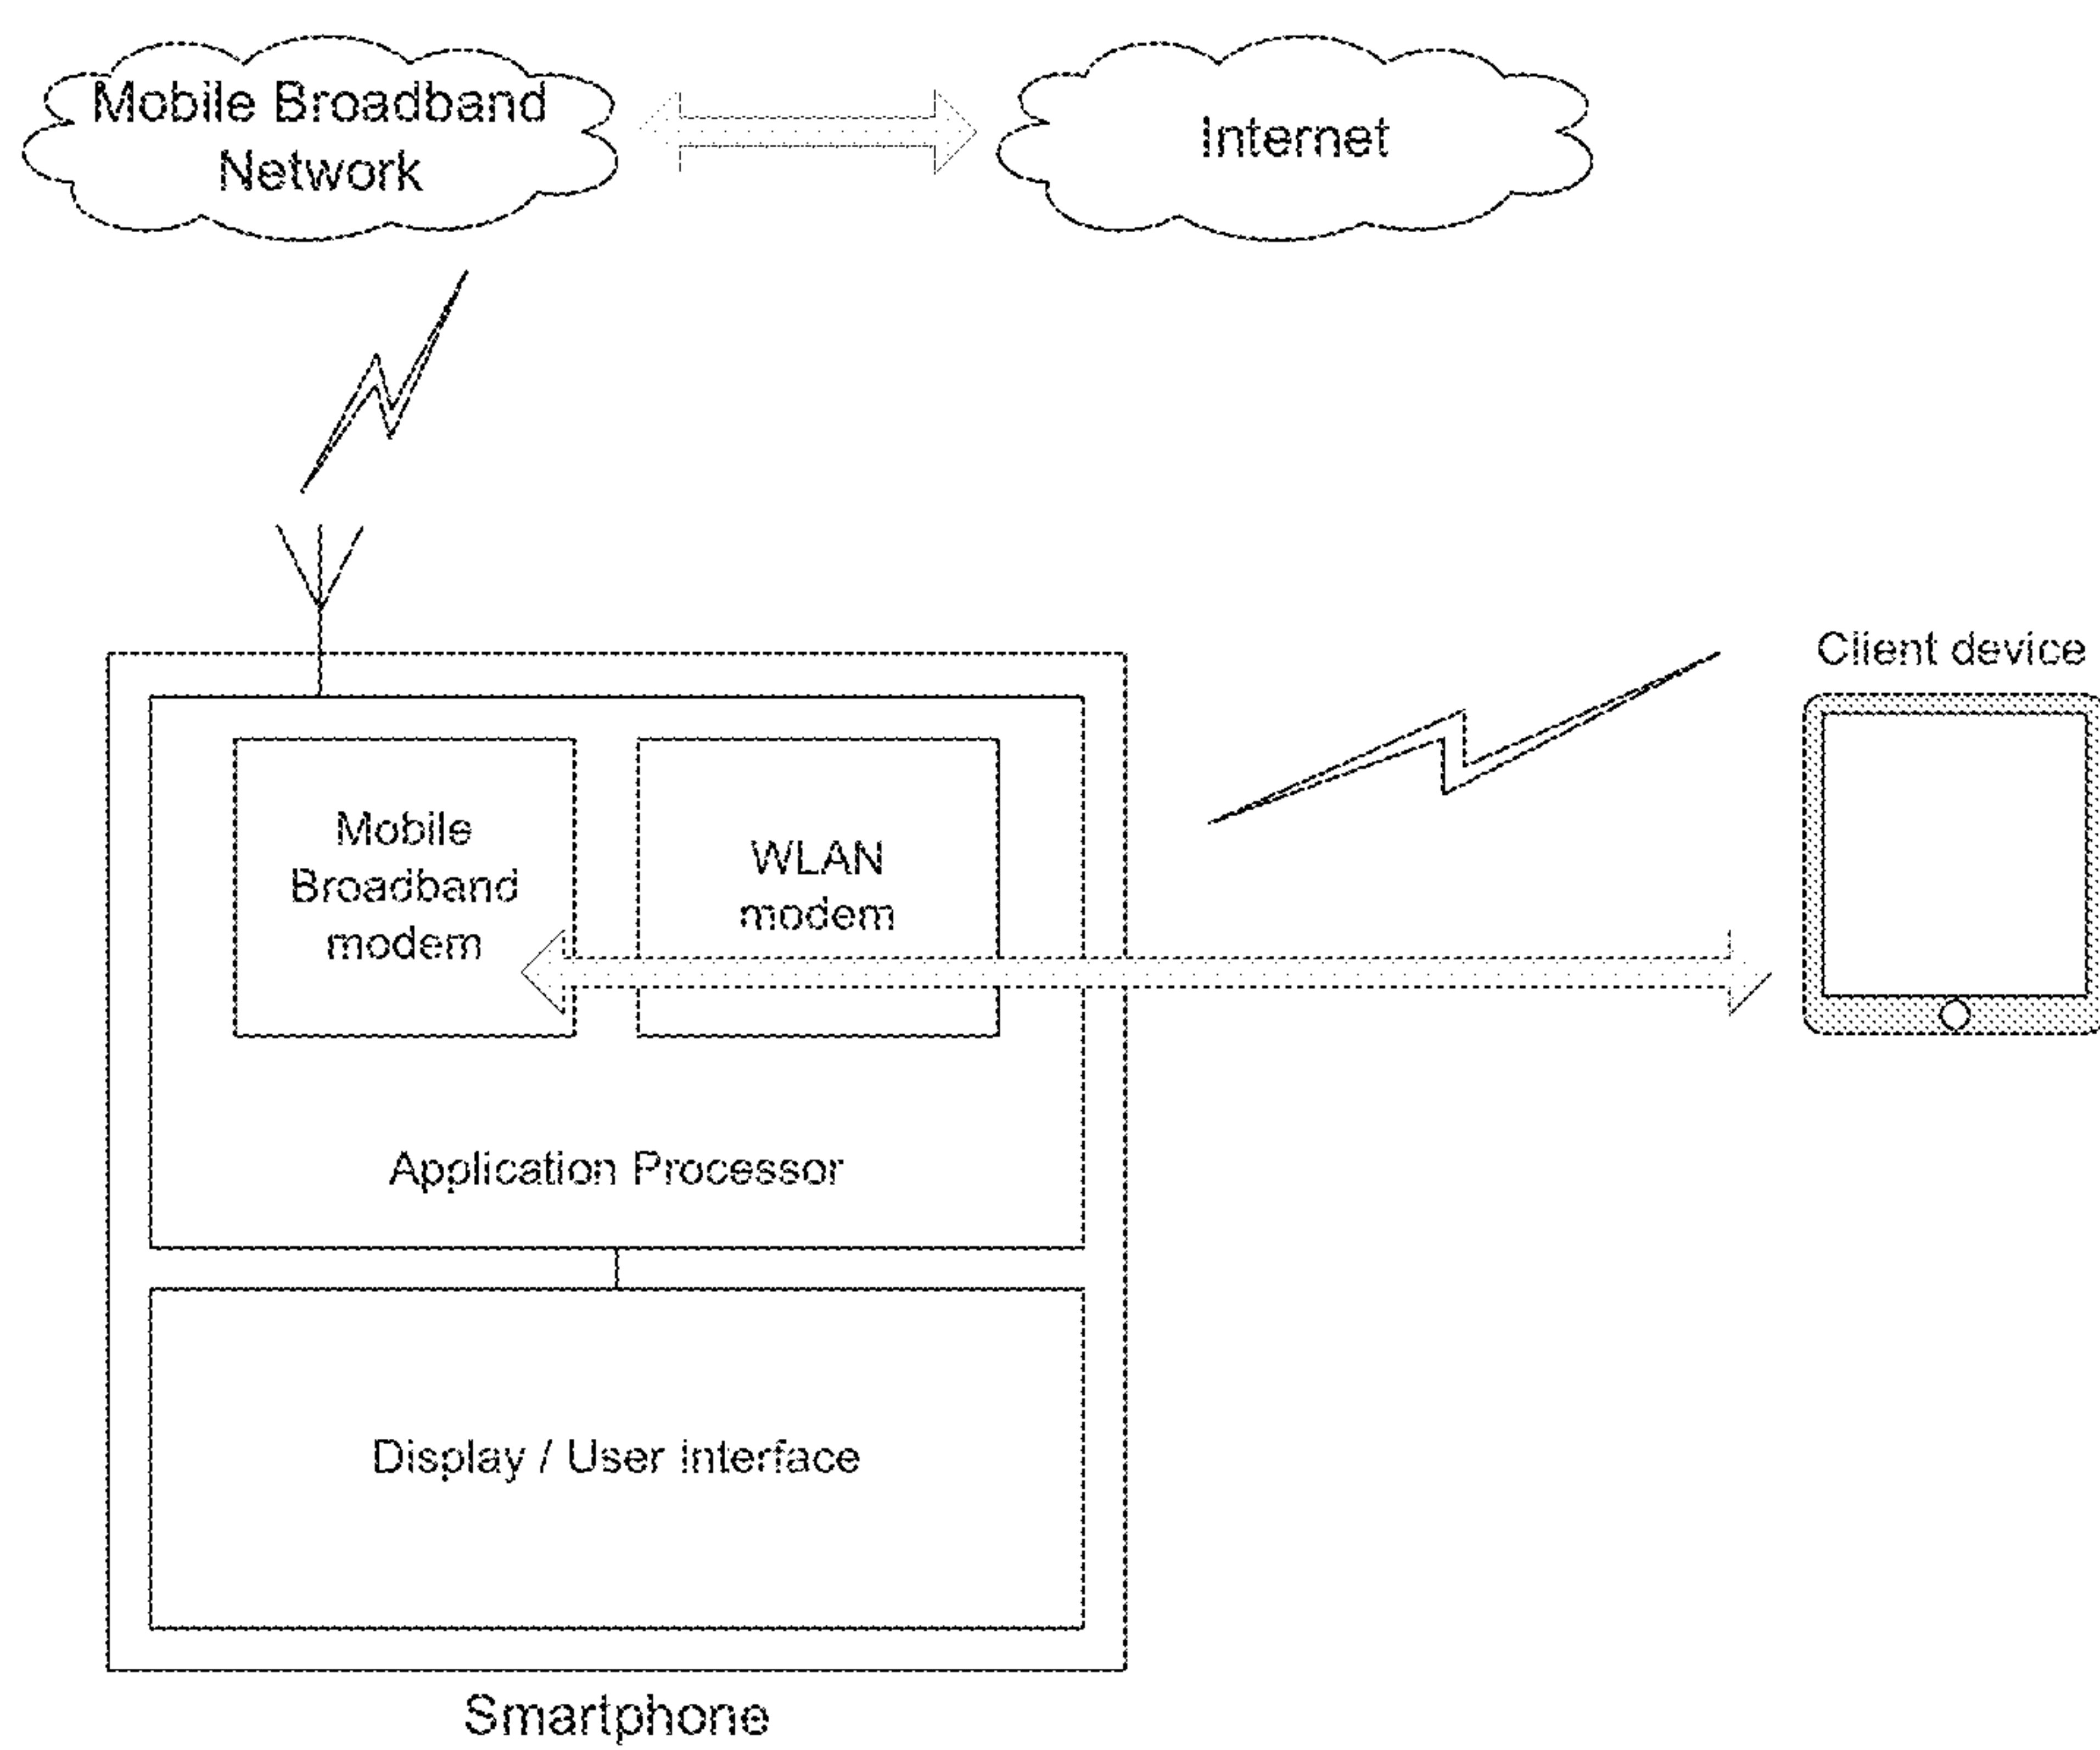 Mobile Broadband
Network
Internet
Client device
Mobile
Broadband
modem
WLAN
modem
Application Processor
Display / User Interface
Smartphone